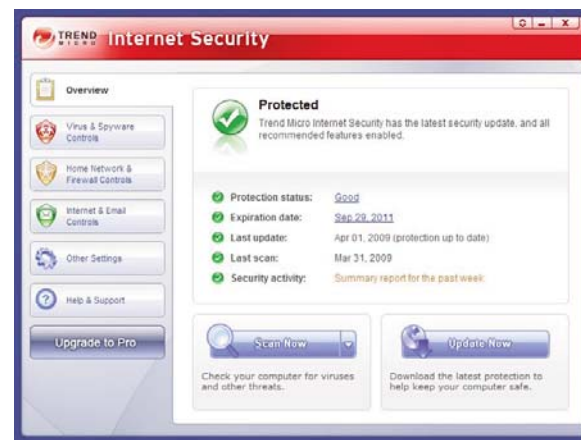 TREND MICRO Internet Security
Overview
Virus & Spyware
Controls
Home Network &
Firewall Controls
Internet & Email
Controls
Other Settings
Help & Support
Upgrade to Pro
Protected
Trend Micro Internet Security has the latest security update, and all
recommended features enabled.
Protection status: Good
Expiration date: Sep 29, 2011
Last update: Apr 01, 2009 (protection up to date)
Last scan: Mar 31, 2009
Security activity: Summary report for the past week
Scan Now
Check your computer for viruses
and other threats.
Update Now
Download the latest protection to
help keep your computer safe.